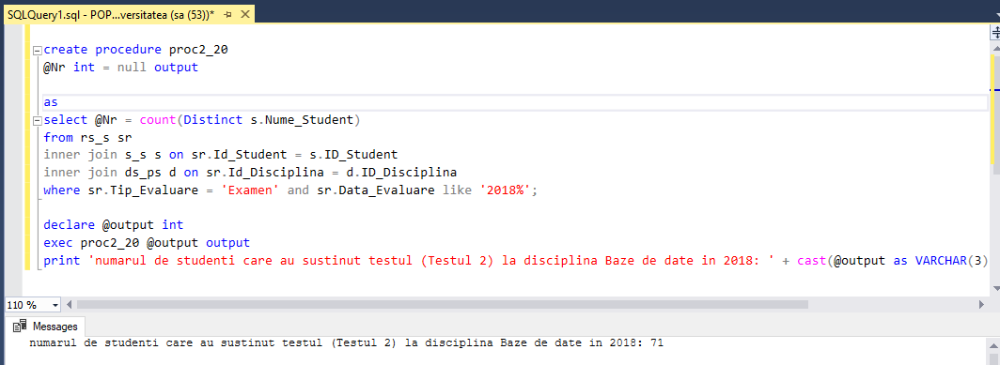 SQLQuery1.sql - POP...versitatea (sa (53))*
create procedure proc2_20
@Nr int = null output
as
select @Nr = count(Distinct s.Nume_Student)
from rs_s sr
inner join s_s s on sr.Id_Student = s.ID_Student
inner join ds_ps d on sr.Id_Disciplina = d.ID_Disciplina
where sr.Tip_Evaluare = 'Examen' and sr.Data_Evaluare like '2018%';
declare @output int
exec proc2_20 @output output
print 'numarul de studenti care au sustinut testul (Testul 2) la disciplina Baze de date in 2018: ' + cast(@output as VARCHAR(3)
110 %
Messages
numarul de studenti care au sustinut testul (Testul 2) la disciplina Baze de date in 2018: 71